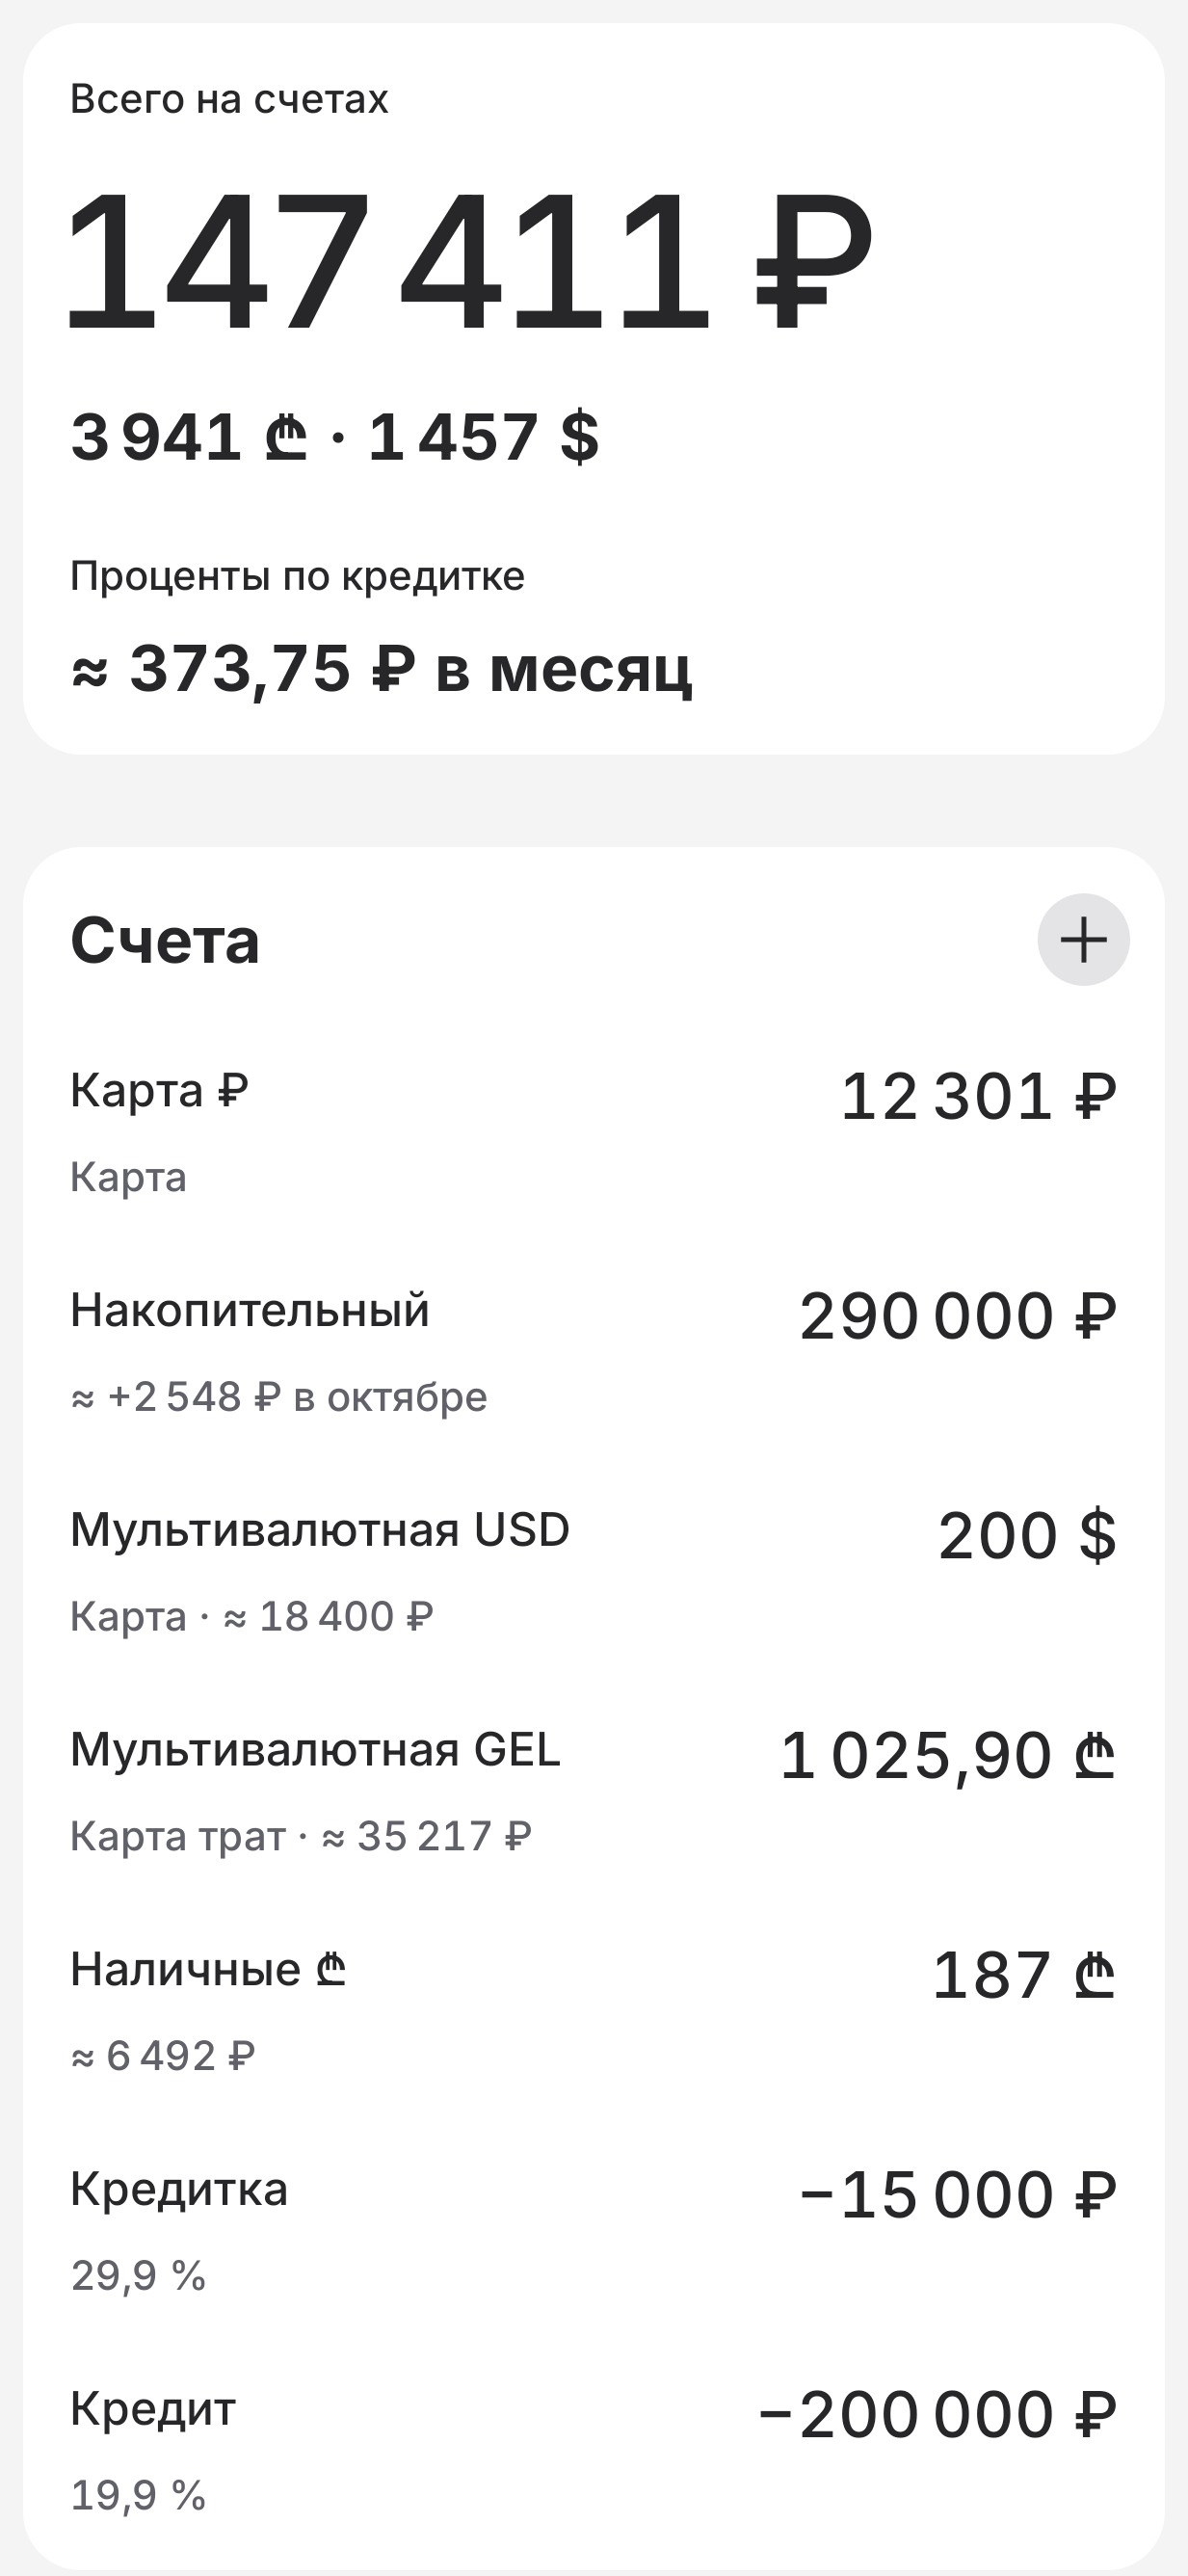 Всего на счетах
147 411 ₽
3 941 ₾ · 1 457 $
Проценты по кредитке
≈ 373,75 ₽ в месяц
Счета
Карта ₽ 12 301 ₽
Карта
Накопительный 290 000 ₽
≈ +2 548 ₽ в октябре
Мультивалютная USD 200 $
Карта · ≈ 18 400 ₽
Мультивалютная GEL 1 025,90 ₾
Карта трат · ≈ 35 217 ₽
Наличные ₾ 187 ₾
≈ 6 492 ₽
Кредитка −15 000 ₽
29,9 %
Кредит −200 000 ₽
19,9 %